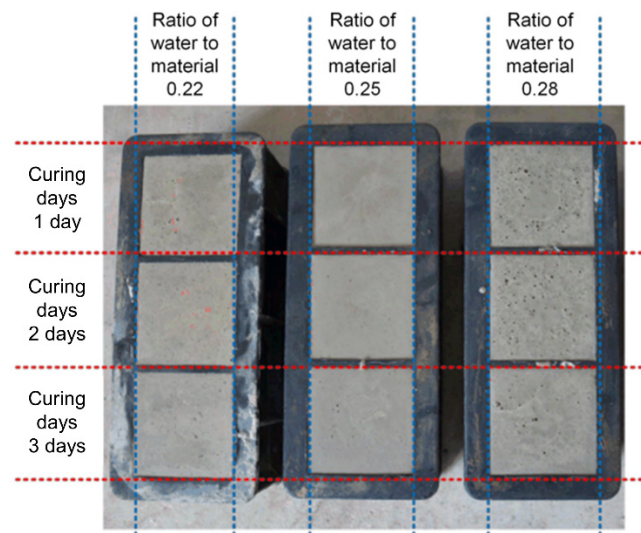 Ratio of
water to
material
0.22
Ratio of
water to
material
0.25
Ratio of
water to
material
0.28
Curing
days
1 day
Curing
days
2 days
Curing
days
3 days